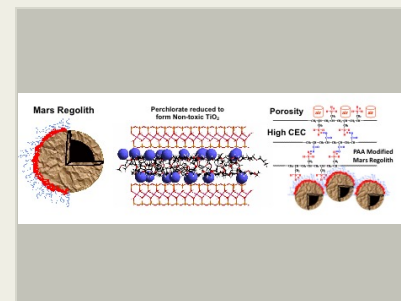 Mars Regolith
Perchlorate reduced to
form Non-toxic TiO₂
Porosity
High CEC
PAA Modified
Mars Regolith